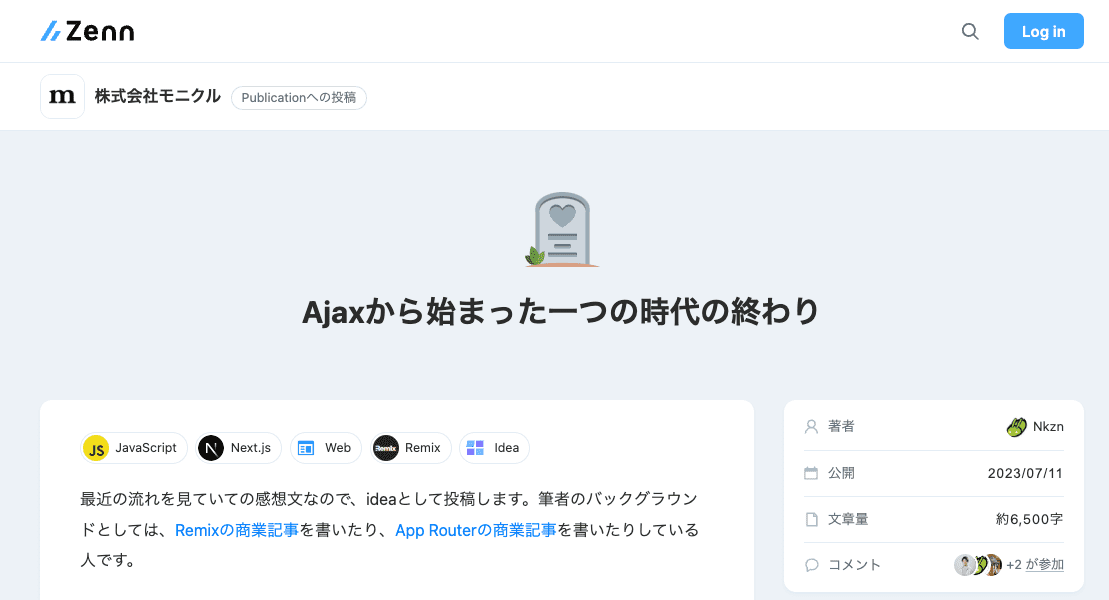 Zenn
Log in
m 株式会社モニクル Publicationへの投稿
Ajaxから始まった一つの時代の終わり
JS JavaScript N Next.js Web Remix Remix Idea
最近の流れを見ていての感想文なので、ideaとして投稿します。筆者のバックグラウン
ドとしては、Remixの商業記事を書いたり、App Routerの商業記事を書いたりしている
人です。
著者 Nkzn
公開 2023/07/11
文章量 約6,500字
コメント +2 が参加